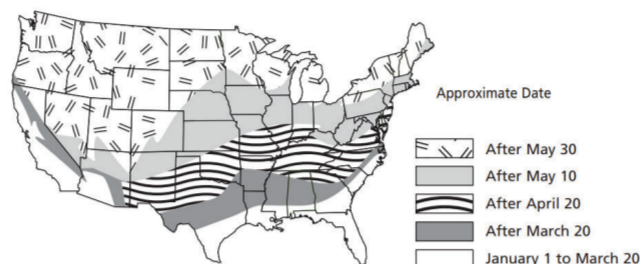 Approximate Date
After May 30
After May 10
After April 20
After March 20
January 1 to March 20